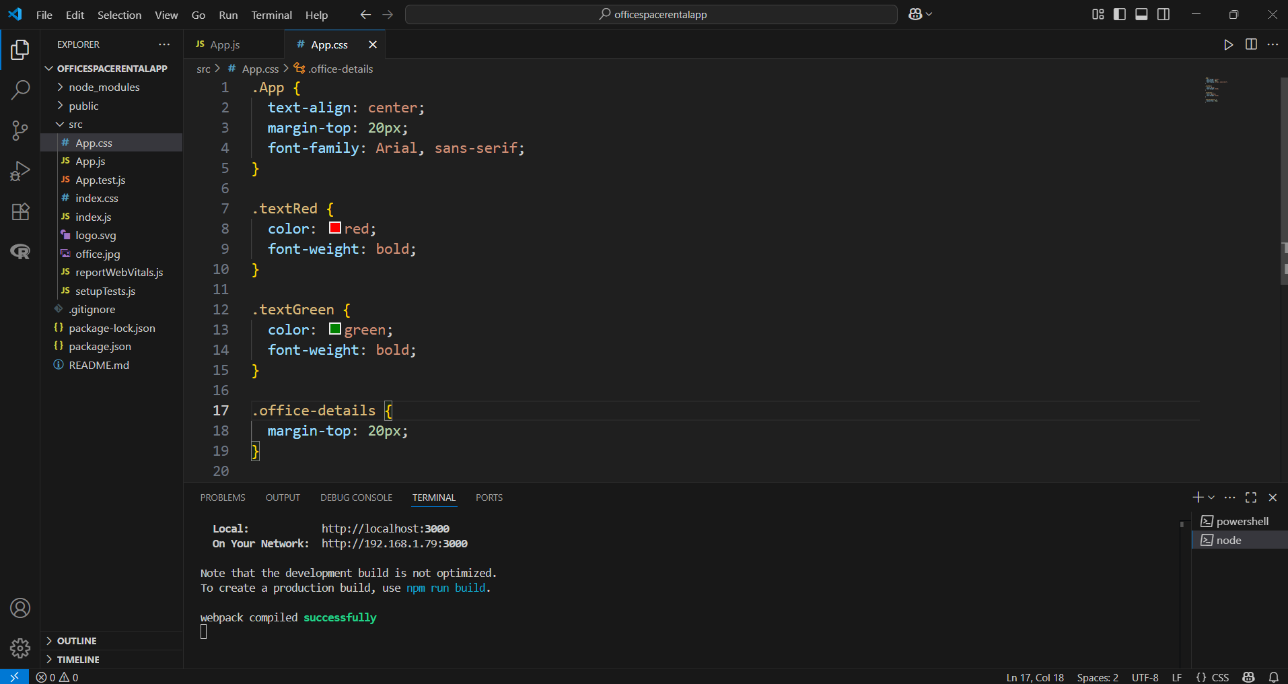 File Edit Selection View Go Run Terminal Help
officespacerentalapp
EXPLORER
OFFICESPACERENTALAPP
node_modules
public
src
# App.css
JS App.js
JS App.test.js
# index.css
JS index.js
logo.svg
office.jpg
JS reportWebVitals.js
JS setupTests.js
.gitignore
{} package-lock.json
{} package.json
README.md
OUTLINE
TIMELINE
JS App.js
# App.css
src > # App.css > .office-details
1 .App {
2 text-align: center;
3 margin-top: 20px;
4 font-family: Arial, sans-serif;
5 }
6
7 .textRed {
8 color: red;
9 font-weight: bold;
10 }
11
12 .textGreen {
13 color: green;
14 font-weight: bold;
15 }
16
17 .office-details {
18 margin-top: 20px;
19 }
20
PROBLEMS OUTPUT DEBUG CONSOLE TERMINAL PORTS
Local: http://localhost:3000
On Your Network: http://192.168.1.79:3000
Note that the development build is not optimized.
To create a production build, use npm run build.
webpack compiled successfully
powershell
node
0 0
Ln 17, Col 18 Spaces: 2 UTF-8 LF {} CSS